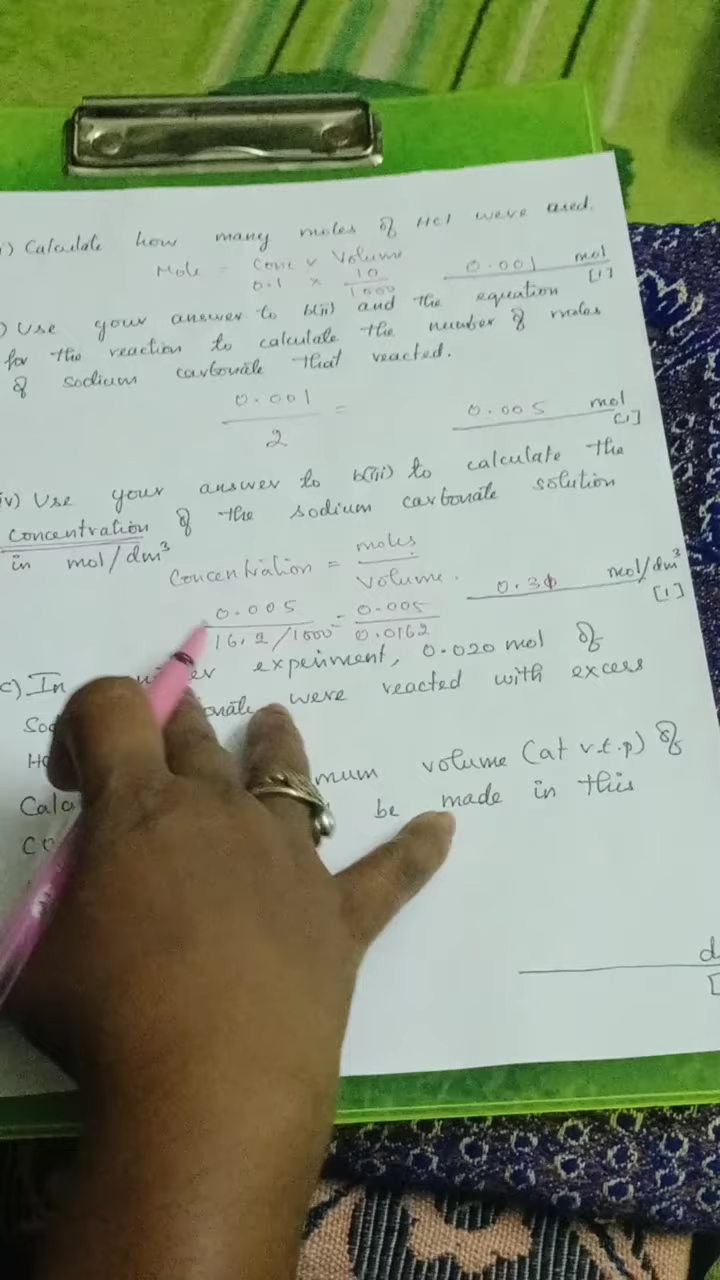 i) Calculate how many moles of HCl were used.
Mole = Conc x Volume
0.1 x 10/1000 0.001 mol
[1]
) Use your answer to b(ii) and the equation
for the reaction to calculate the number of moles
of sodium carbonate that reacted.
0.001/2 = 0.005 mol
[1]
iv) Use your answer to b(iii) to calculate the
concentration of the sodium carbonate solution
in mol/dm³
Concentration = moles/Volume.
0.005/16.2/1000 = 0.005/0.0162 0.31 mol/dm³
[1]
c) In experiment, 0.020 mol of
were reacted with excess
mum volume (at r.t.p) of
be made in this